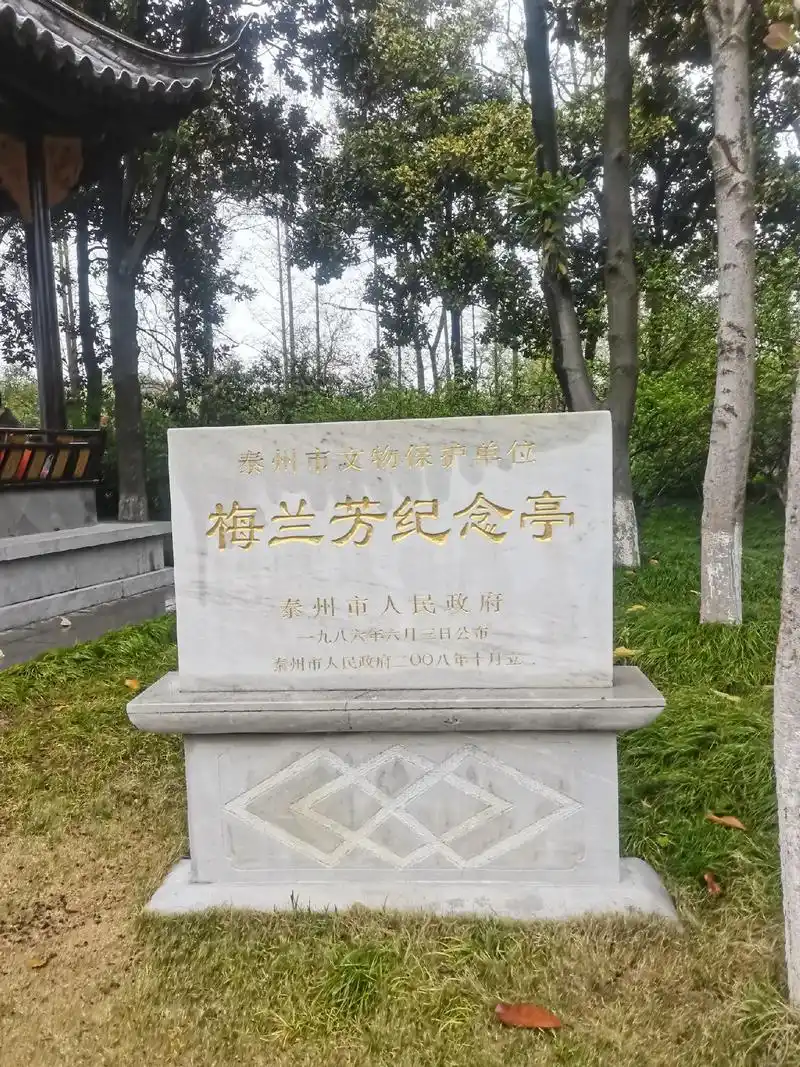 泰州市文物保护单位
梅兰芳纪念亭
泰州市人民政府
一九八六年六月三日公布
泰州市人民政府二〇〇八年十月立